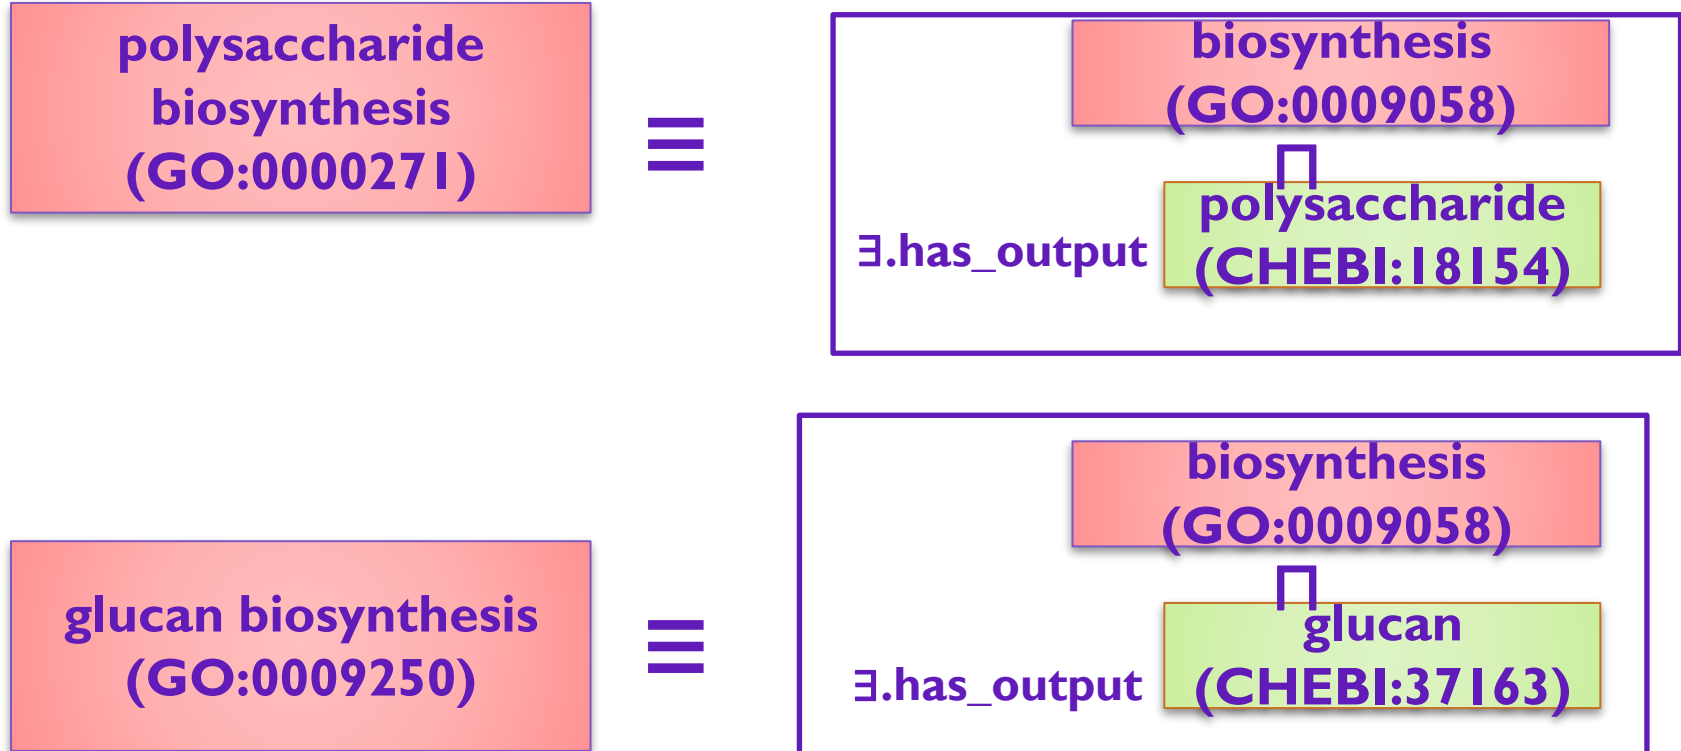 polysaccharide
biosynthesis
(GO:0000271)
≡
biosynthesis
(GO:0009058)
⊓
∃.has_output
polysaccharide
(CHEBI:18154)
glucan biosynthesis
(GO:0009250)
≡
biosynthesis
(GO:0009058)
⊓
∃.has_output
glucan
(CHEBI:37163)